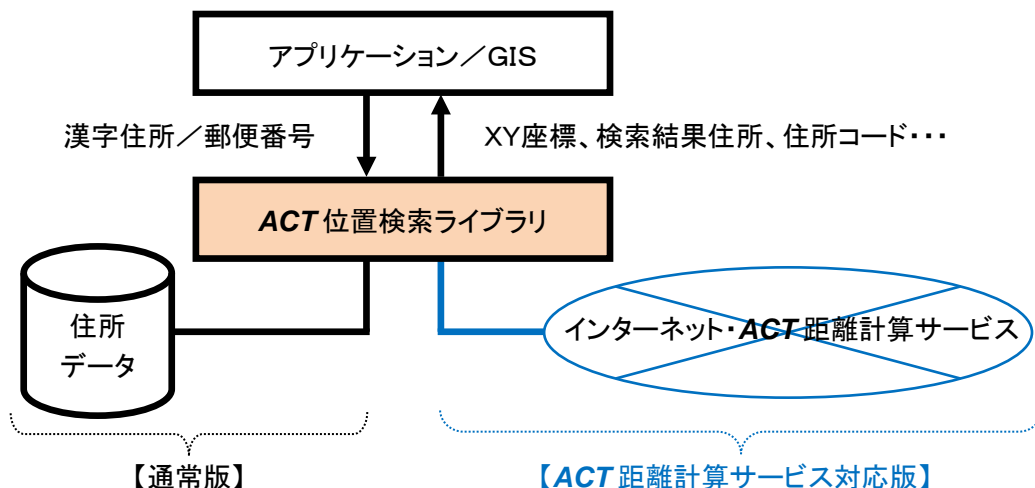 アプリケーション／GIS
漢字住所／郵便番号
XY座標、検索結果住所、住所コード・・・
ACT 位置検索ライブラリ
住所
データ
インターネット・ACT 距離計算サービス
【通常版】
【ACT 距離計算サービス対応版】